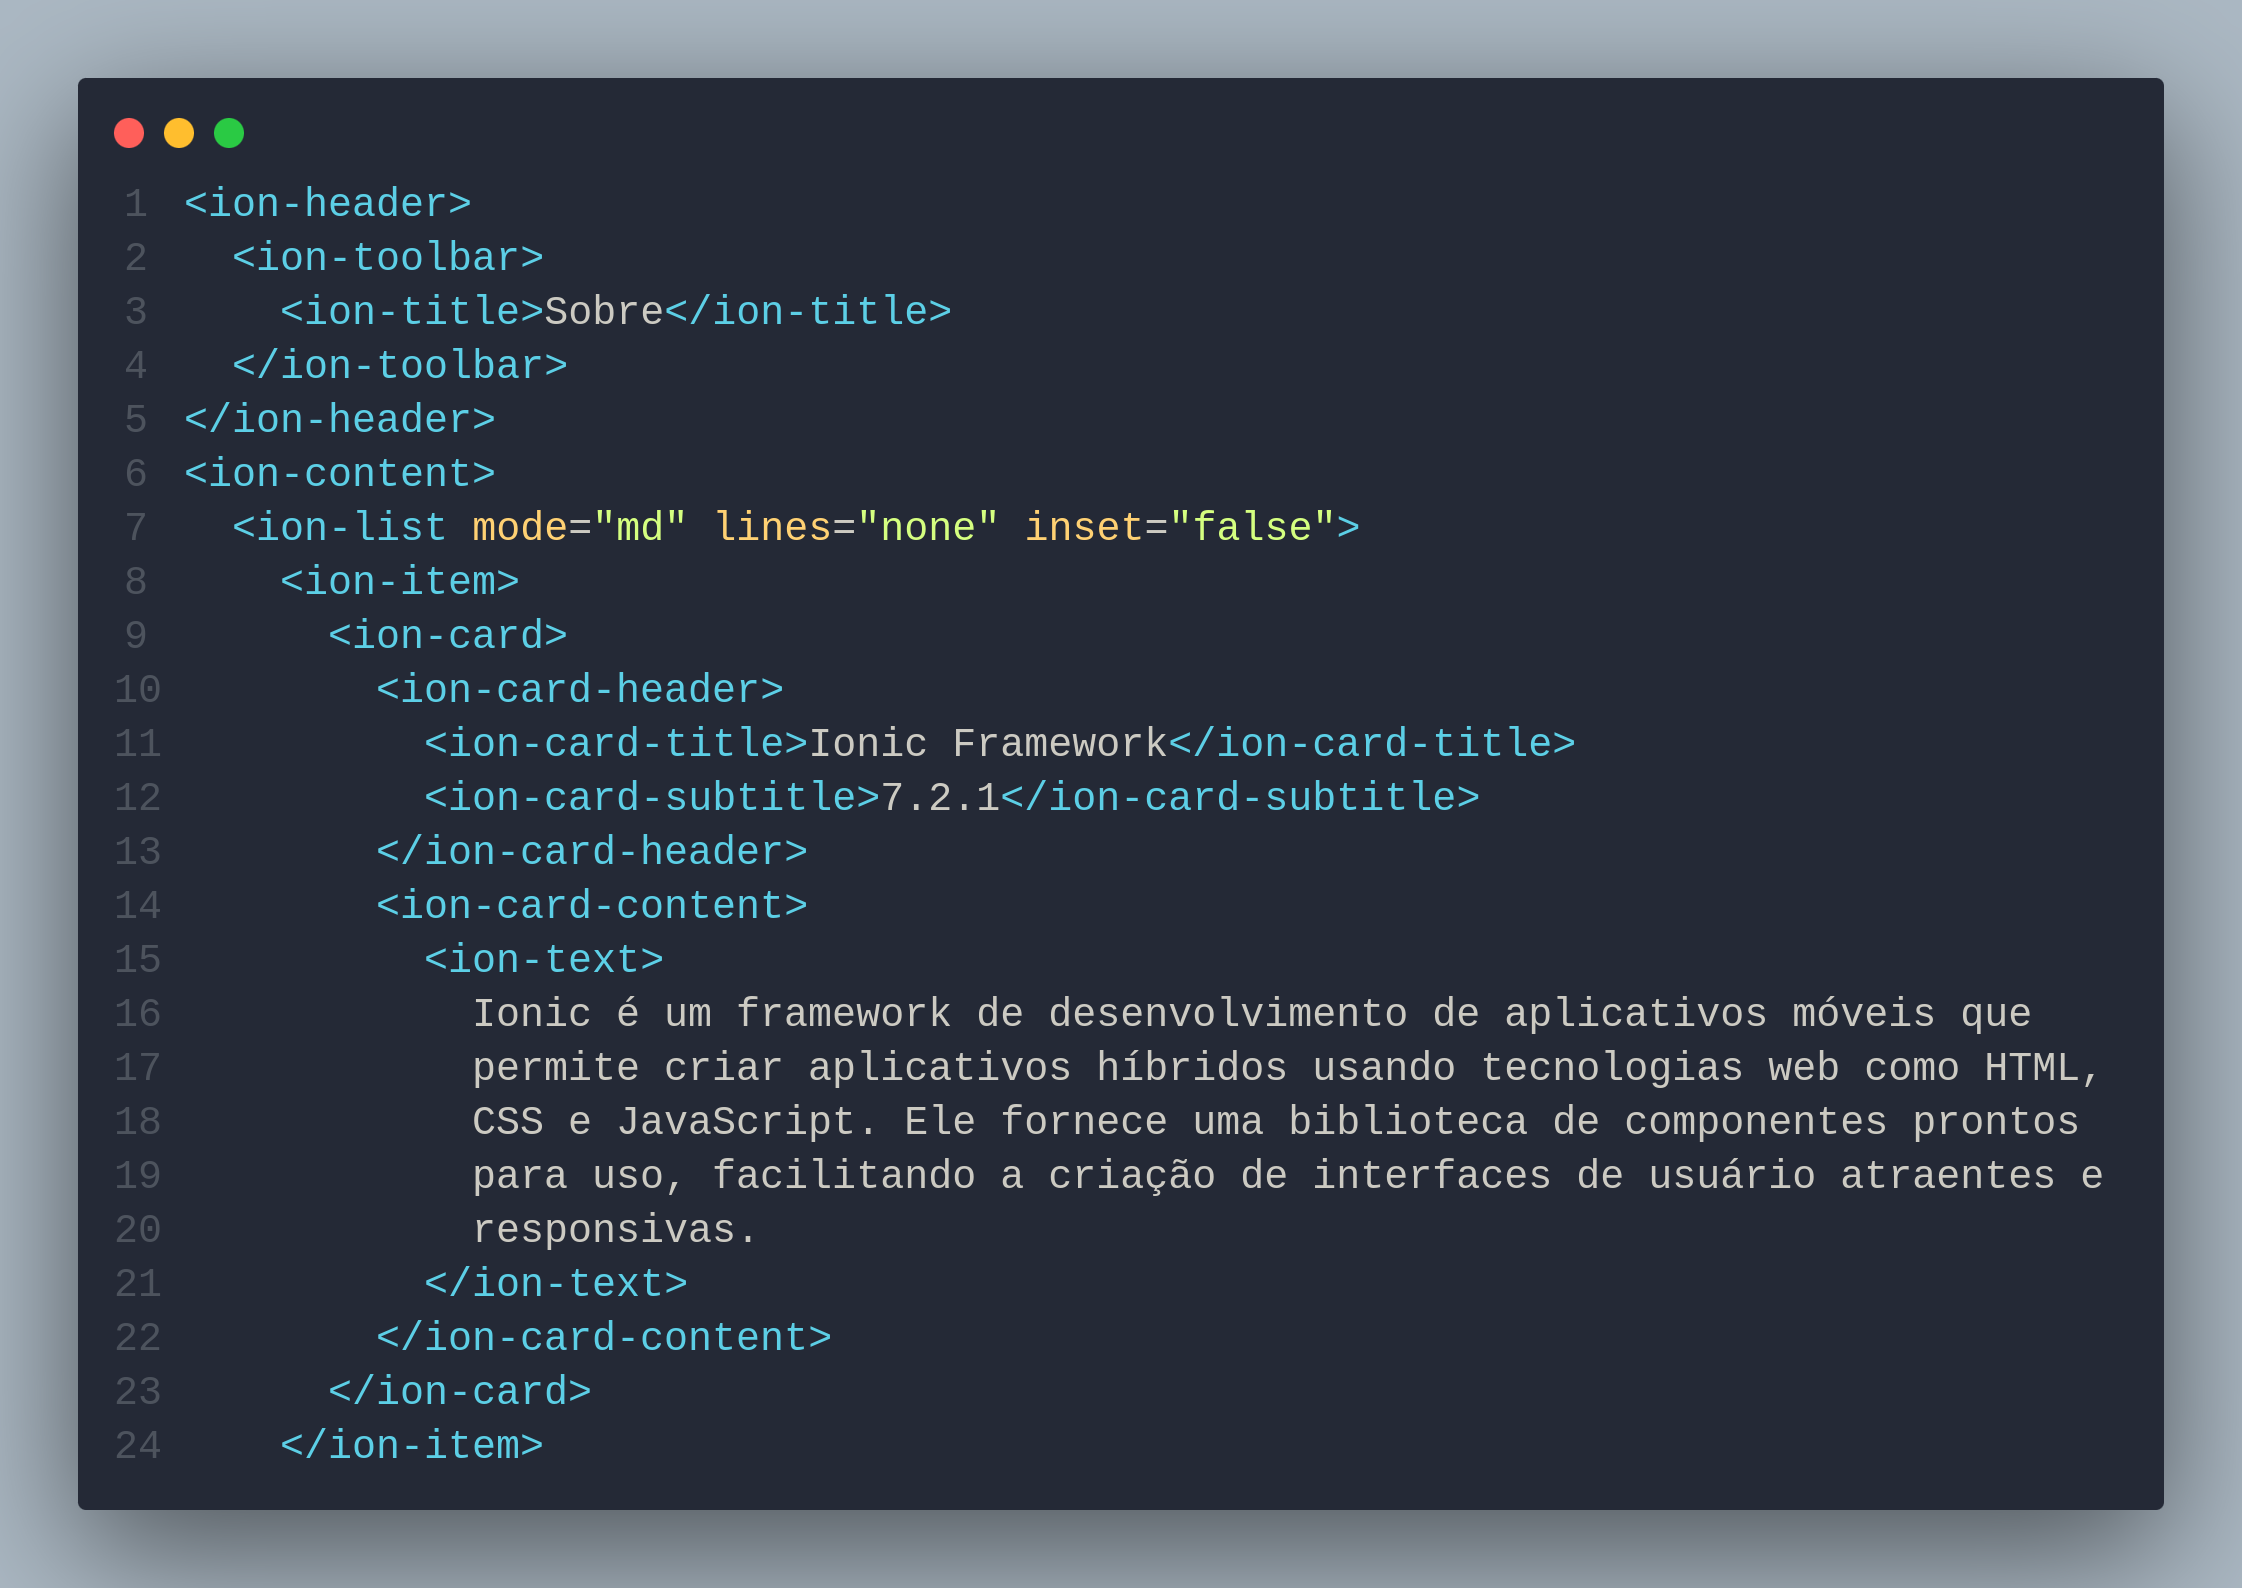 1 <ion-header>
2   <ion-toolbar>
3     <ion-title>Sobre</ion-title>
4   </ion-toolbar>
5 </ion-header>
6 <ion-content>
7   <ion-list mode="md" lines="none" inset="false">
8     <ion-item>
9       <ion-card>
10         <ion-card-header>
11           <ion-card-title>Ionic Framework</ion-card-title>
12           <ion-card-subtitle>7.2.1</ion-card-subtitle>
13         </ion-card-header>
14         <ion-card-content>
15           <ion-text>
16             Ionic é um framework de desenvolvimento de aplicativos móveis que
17             permite criar aplicativos híbridos usando tecnologias web como HTML,
18             CSS e JavaScript. Ele fornece uma biblioteca de componentes prontos
19             para uso, facilitando a criação de interfaces de usuário atraentes e
20             responsivas.
21           </ion-text>
22         </ion-card-content>
23       </ion-card>
24     </ion-item>